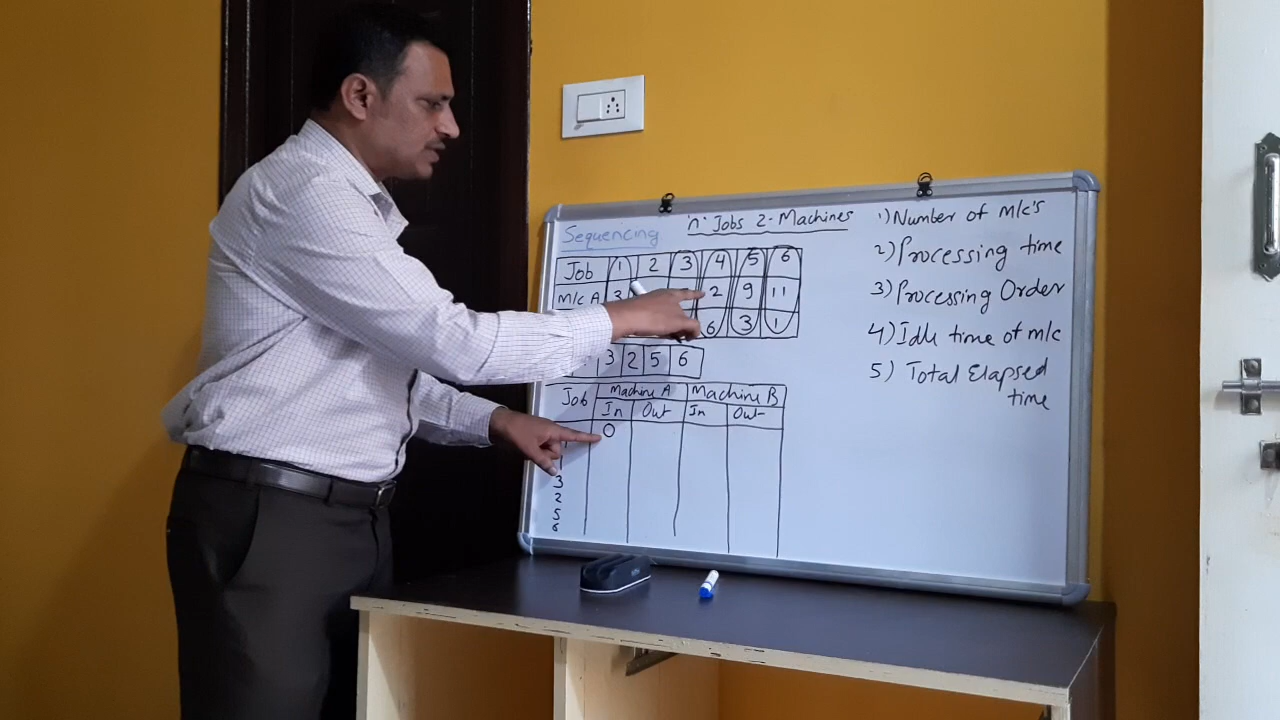 'n' Jobs 2-Machines
Sequencing
Job 1 2 3 4 5 6
M/c A 3 2 9 11
6 3 1
3 2 5 6
Job Machine A Machine B
In Out In Out
0
3
2
5
6
1) Number of M/c's
2) Processing time
3) Processing Order
4) Idle time of m/c
5) Total Elapsed
time